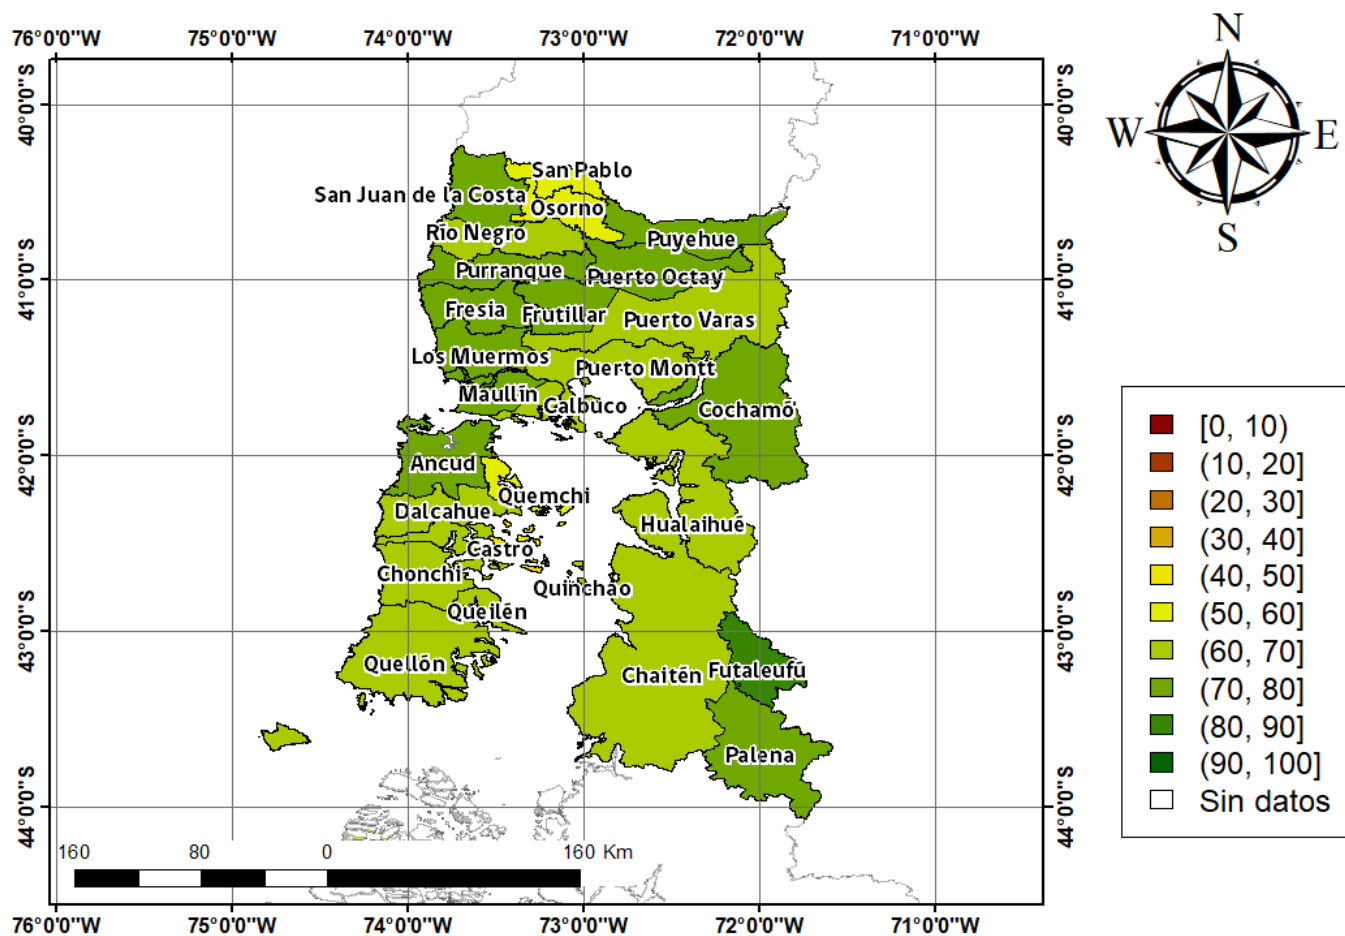 76°0'0"W 75°0'0"W 74°0'0"W 73°0'0"W 72°0'0"W 71°0'0"W
N
W E
S
40°0'0"S 40°0'0"S
San Pablo
San Juan de la Costa
Osorno
Río Negro
Puyehue
Purranque
Puerto Octay
41°0'0"S 41°0'0"S
Fresia
Frutillar
Puerto Varas
Los Muermos
Puerto Montt
Maullín
Calbuco
Cochamó
42°0'0"S 42°0'0"S
Ancud
Quemchi
Dalcahue
Hualaihué
Castro
Chonchi
Quinchao
Queilén
43°0'0"S 43°0'0"S
Quellón
Chaitén
Futaleufú
Palena
44°0'0"S 44°0'0"S
160 80 0 160 Km
76°0'0"W 75°0'0"W 74°0'0"W 73°0'0"W 72°0'0"W 71°0'0"W
[0, 10)
(10, 20]
(20, 30]
(30, 40]
(40, 50]
(50, 60]
(60, 70]
(70, 80]
(80, 90]
(90, 100]
Sin datos